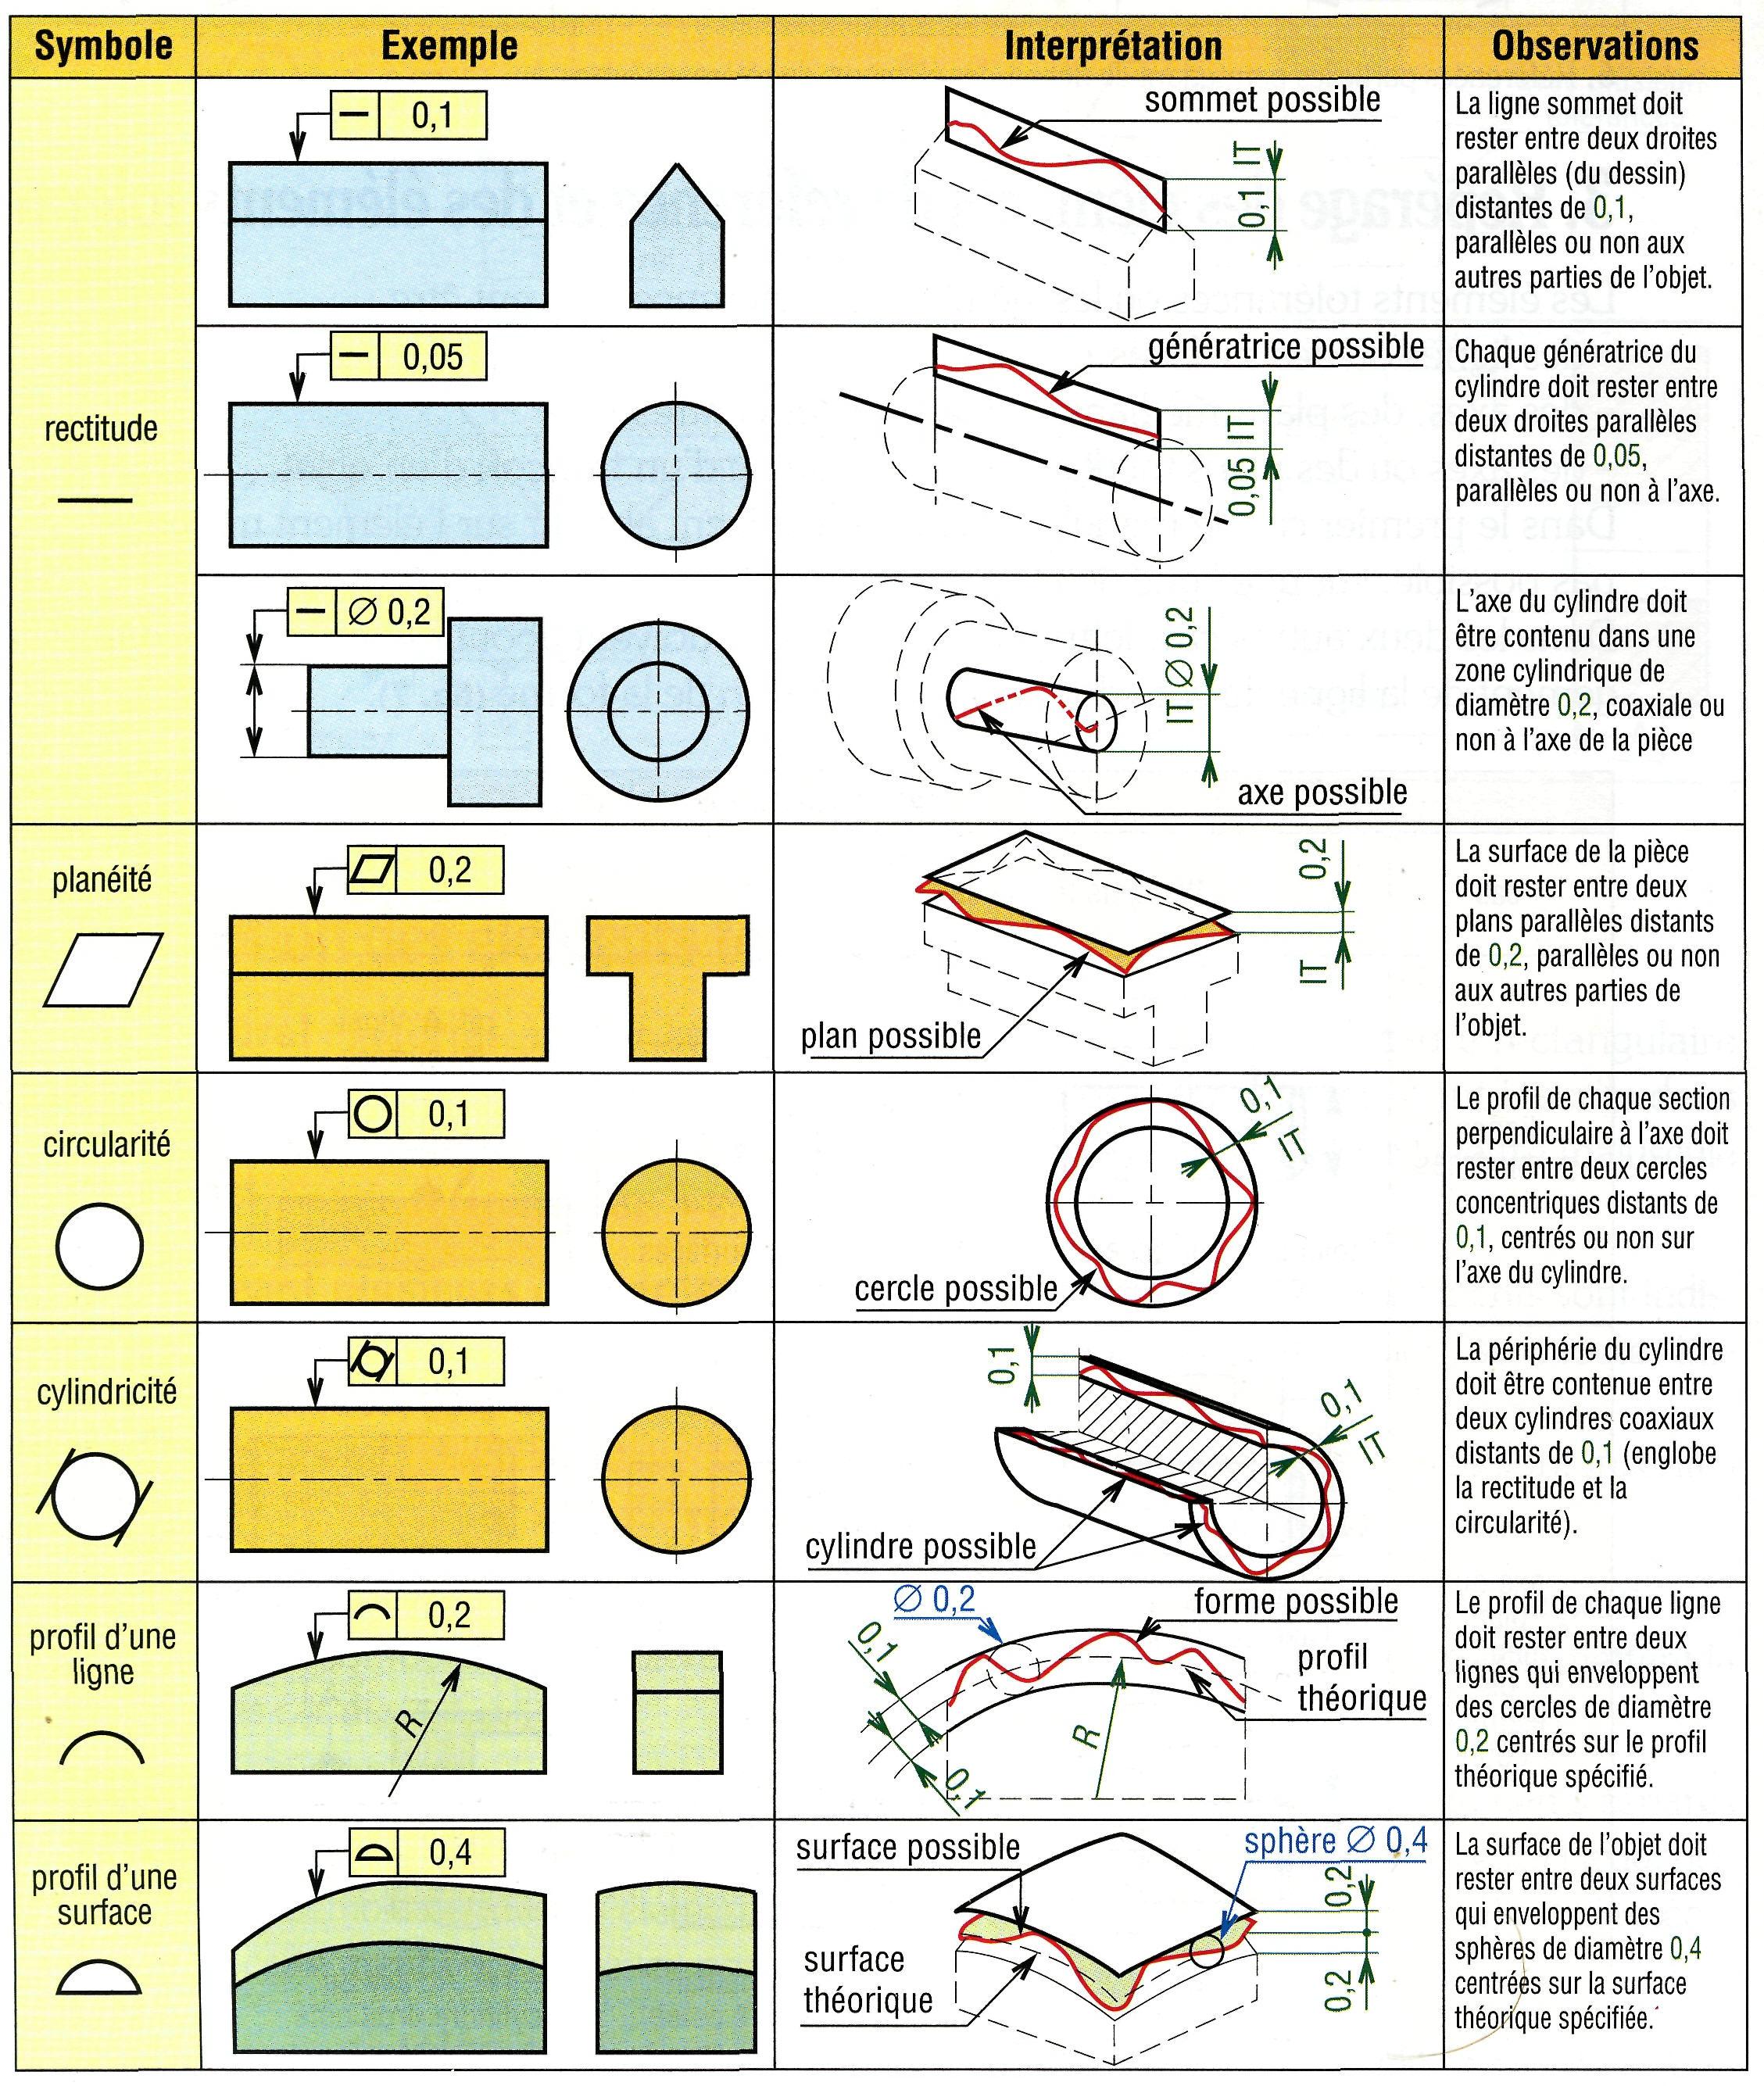 Symbole
Exemple
Interprétation
Observations
rectitude
0,1
sommet possible
IT
0,1
La ligne sommet doit
rester entre deux droites
parallèles (du dessin)
distantes de 0,1,
parallèles ou non aux
autres parties de l'objet.
0,05
génératrice possible
0,05 IT
Chaque génératrice du
cylindre doit rester entre
deux droites parallèles
distantes de 0,05,
parallèles ou non à l'axe.
∅ 0,2
IT ∅ 0,2
axe possible
L'axe du cylindre doit
être contenu dans une
zone cylindrique de
diamètre 0,2, coaxiale ou
non à l'axe de la pièce
planéité
0,2
0,2
IT
plan possible
La surface de la pièce
doit rester entre deux
plans parallèles distants
de 0,2, parallèles ou non
aux autres parties de
l'objet.
circularité
0,1
0,1
IT
cercle possible
Le profil de chaque section
perpendiculaire à l'axe doit
rester entre deux cercles
concentriques distants de
0,1, centrés ou non sur
l'axe du cylindre.
cylindricité
0,1
0,1
0,1
IT
cylindre possible
La périphérie du cylindre
doit être contenue entre
deux cylindres coaxiaux
distants de 0,1 (englobe
la rectitude et la
circularité).
profil d'une
ligne
0,2
R
∅ 0,2
forme possible
0,1
profil
théorique
R
0,1
Le profil de chaque ligne
doit rester entre deux
lignes qui enveloppent
des cercles de diamètre
0,2 centrés sur le profil
théorique spécifié.
profil d'une
surface
0,4
surface possible
sphère ∅ 0,4
0,2
surface
théorique
0,2
La surface de l'objet doit
rester entre deux surfaces
qui enveloppent des
sphères de diamètre 0,4
centrées sur la surface
théorique spécifiée.